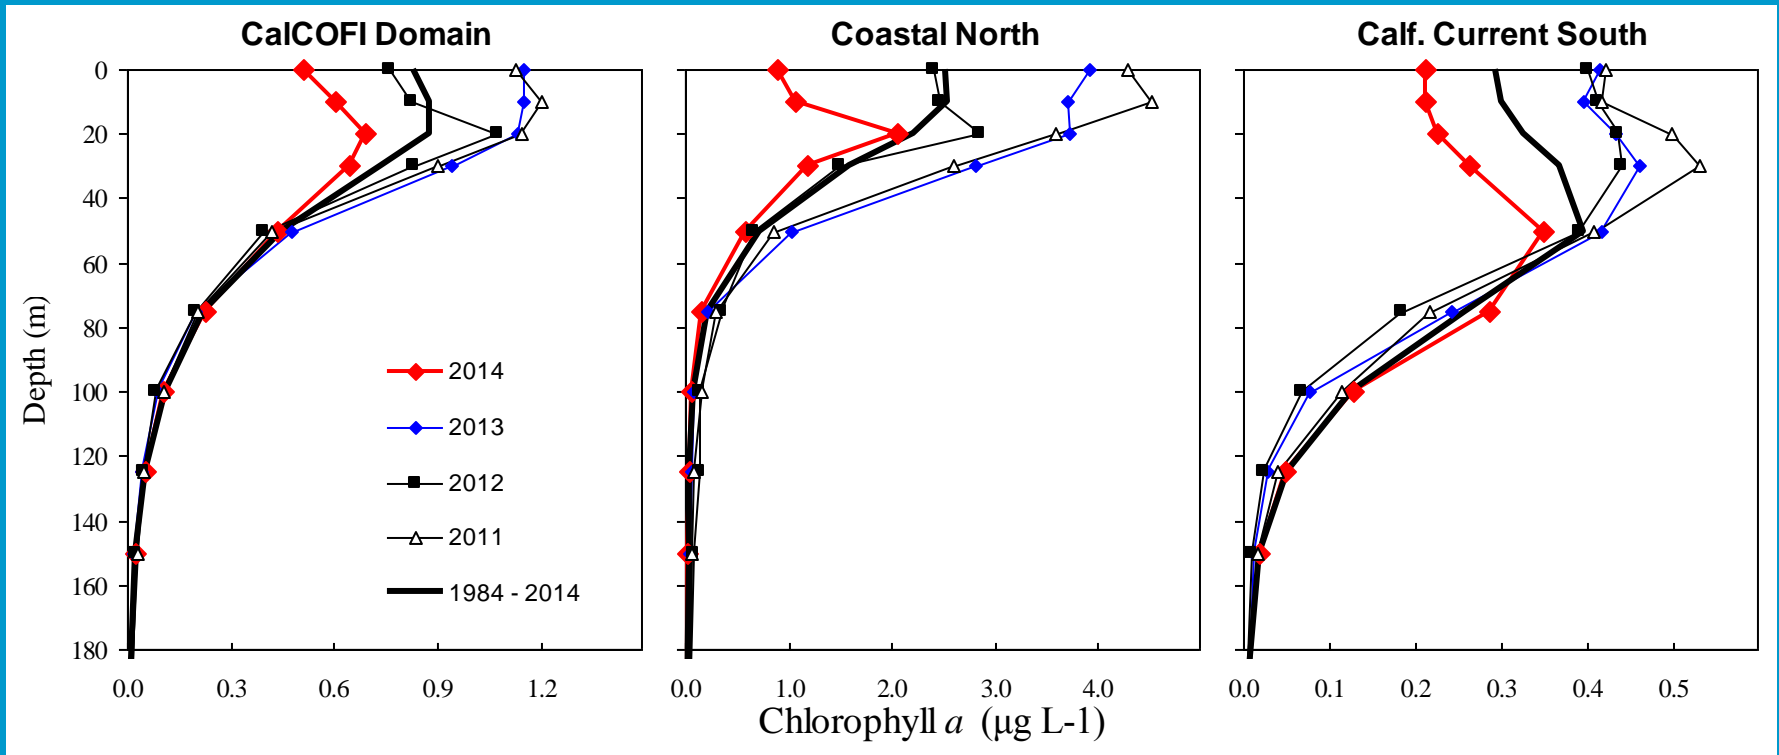 CalCOFI Domain
Coastal North
Calf. Current South
0
20
40
60
80
100
120
140
160
180
Depth (m)
2014
2013
2012
2011
1984 - 2014
0.0 0.3 0.6 0.9 1.2
0.0 1.0 2.0 3.0 4.0
0.0 0.1 0.2 0.3 0.4 0.5
Chlorophyll a (μg L-1)